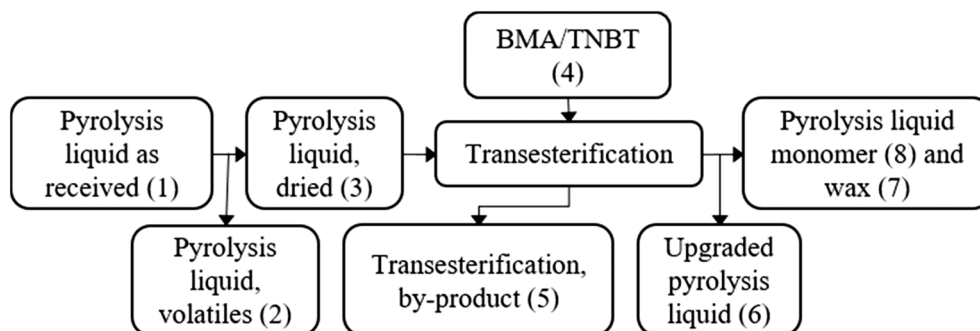 BMA/TNBT
(4)
Pyrolysis
liquid as
received (1)
Pyrolysis
liquid,
dried (3)
Transesterification
Pyrolysis liquid
monomer (8) and
wax (7)
Pyrolysis
liquid,
volatiles (2)
Transesterification,
by-product (5)
Upgraded
pyrolysis
liquid (6)